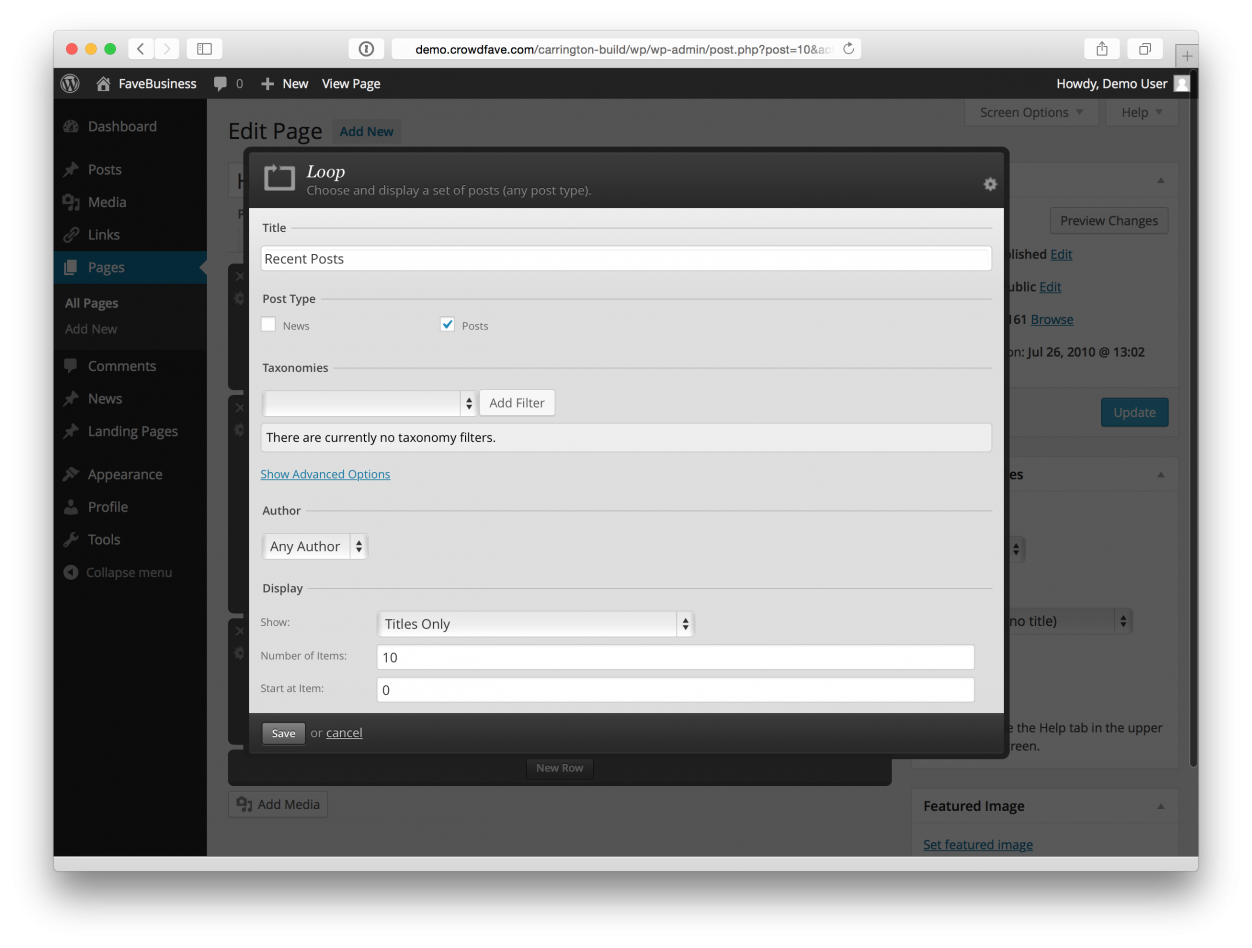 demo.crowdfave.com/carrington-build/wp/wp-admin/post.php?post=10&ac
FaveBusiness 0 New View Page Howdy, Demo User
Screen Options Help
Dashboard
Posts
Media
Links
Pages
All Pages
Add New
Comments
News
Landing Pages
Appearance
Profile
Tools
Collapse menu
Edit Page Add New
Loop
Choose and display a set of posts (any post type).
Title
Recent Posts
Post Type
News Posts
Taxonomies
Add Filter
There are currently no taxonomy filters.
Show Advanced Options
Author
Any Author
Display
Show: Titles Only
Number of Items: 10
Start at Item: 0
Save or cancel
New Row
Add Media
Preview Changes
blished Edit
ublic Edit
161 Browse
on: Jul 26, 2010 @ 13:02
Update
es
no title)
e the Help tab in the upper
reen.
Featured Image
Set featured image